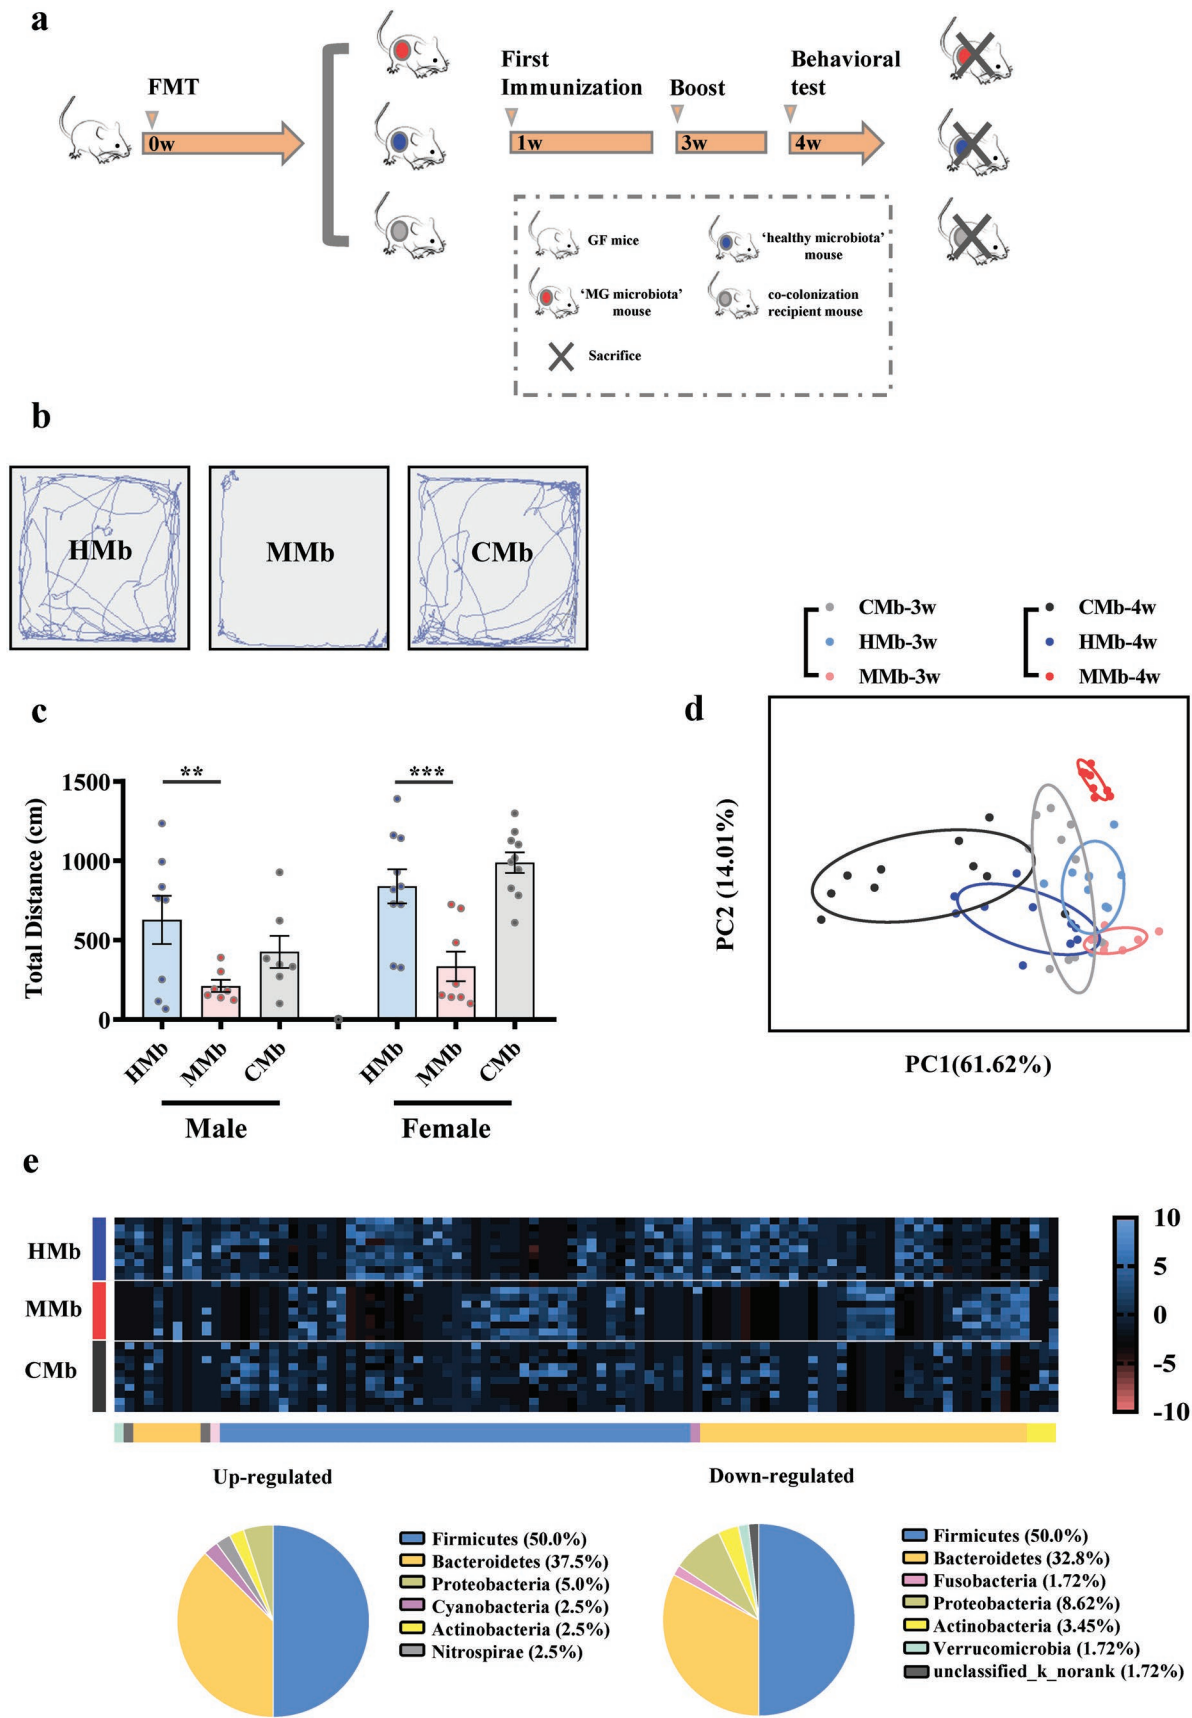 a
FMT
0w
First
Immunization
1w
Boost
3w
Behavioral
test
4w
GF mice
'healthy microbiota'
mouse
'MG microbiota'
mouse
co-colonization
recipient mouse
Sacrifice
b
HMb
MMb
CMb
c
Total Distance (cm)
1500
1000
500
0
**
***
HMb
MMb
CMb
HMb
MMb
CMb
Male
Female
CMb-3w
HMb-3w
MMb-3w
CMb-4w
HMb-4w
MMb-4w
d
PC2 (14.01%)
PC1(61.62%)
e
HMb
MMb
CMb
10
5
0
-5
-10
Up-regulated
Firmicutes (50.0%)
Bacteroidetes (37.5%)
Proteobacteria (5.0%)
Cyanobacteria (2.5%)
Actinobacteria (2.5%)
Nitrospirae (2.5%)
Down-regulated
Firmicutes (50.0%)
Bacteroidetes (32.8%)
Fusobacteria (1.72%)
Proteobacteria (8.62%)
Actinobacteria (3.45%)
Verrucomicrobia (1.72%)
unclassified_k_norank (1.72%)